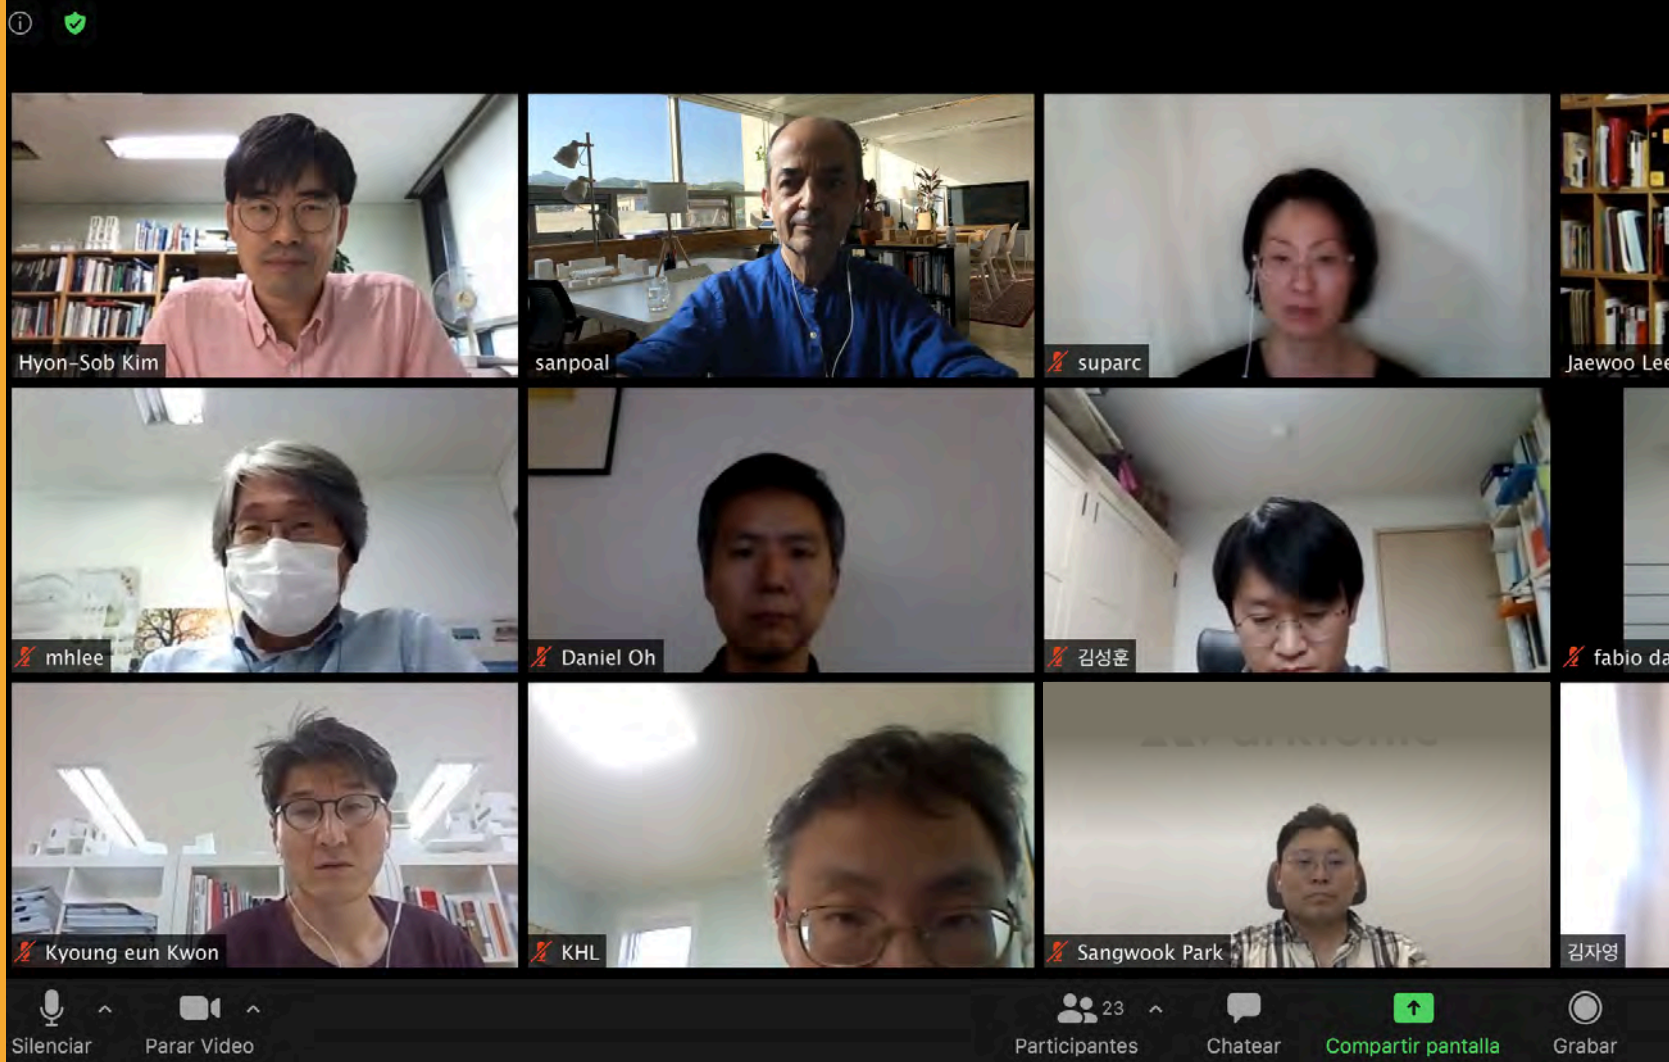 Hyon-Sob Kim
sanpoal
suparc
Jaewoo Lee
mhlee
Daniel Oh
김성훈
fabio da
Kyoung eun Kwon
KHL
Sangwook Park
김자영
Silenciar
Parar Video
23
Participantes
Chatear
Compartir pantalla
Grabar